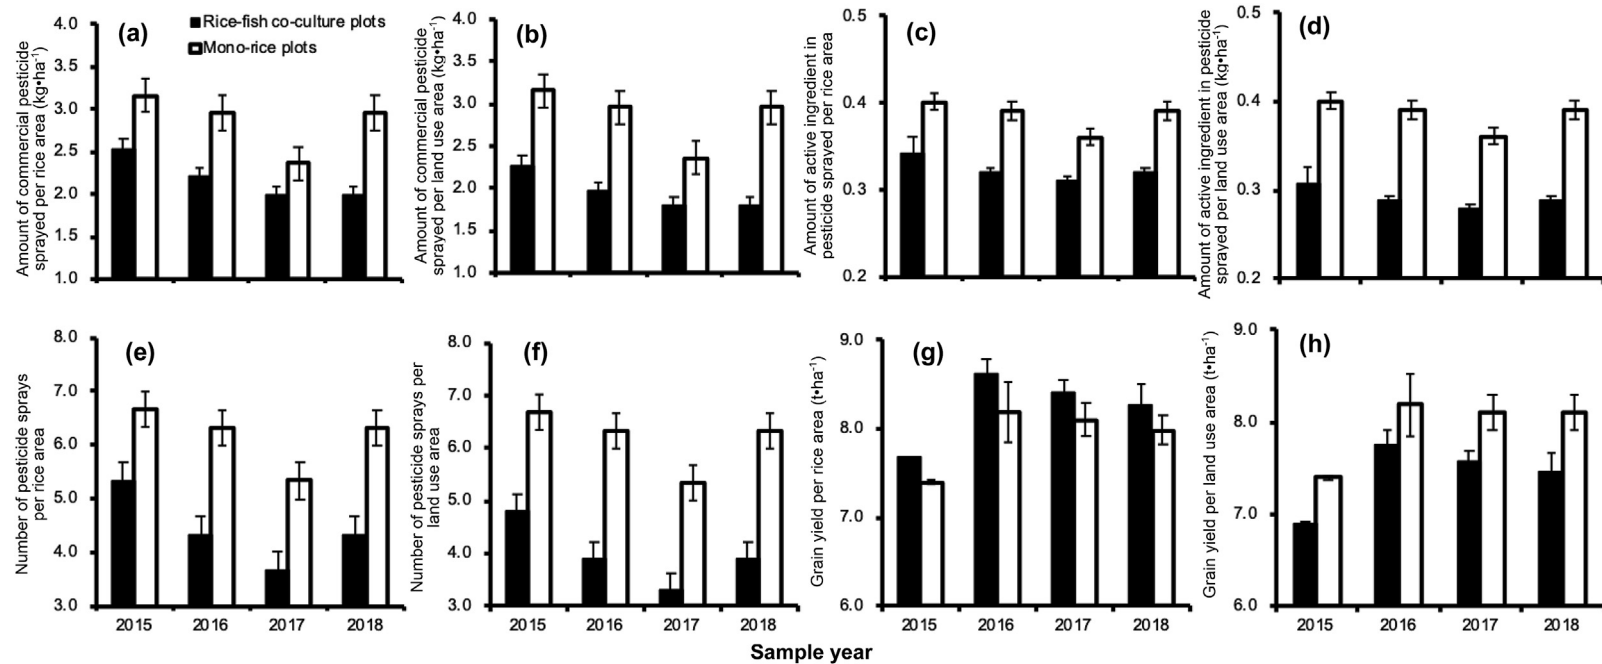 (a)
Rice-fish co-culture plots
Mono-rice plots
Amount of commercial pesticide
sprayed per rice area (kg•ha-1)
4.0
3.5
3.0
2.5
2.0
1.5
1.0
2015
2016
2017
2018
(b)
Amount of commercial pesticide
sprayed per land use area (kg•ha-1)
4.0
3.5
3.0
2.5
2.0
1.5
1.0
2015
2016
2017
2018
(c)
Amount of active ingredient in
pesticide sprayed per rice area
0.5
0.4
0.3
0.2
(d)
Amount of active ingredient in pesticide
sprayed per land use area (kg•ha-1)
0.5
0.4
0.3
0.2
(e)
Number of pesticide sprays
per rice area
8.0
7.0
6.0
5.0
4.0
3.0
2015
2016
2017
2018
(f)
Number of pesticide sprays per
land use area
8.0
7.0
6.0
5.0
4.0
3.0
2015
2016
2017
2018
(g)
Grain yield per rice area (t•ha-1)
9.0
8.0
7.0
6.0
2015
2016
2017
2018
(h)
Grain yield per land use area (t•ha-1)
9.0
8.0
7.0
6.0
2015
2016
2017
2018
Sample year